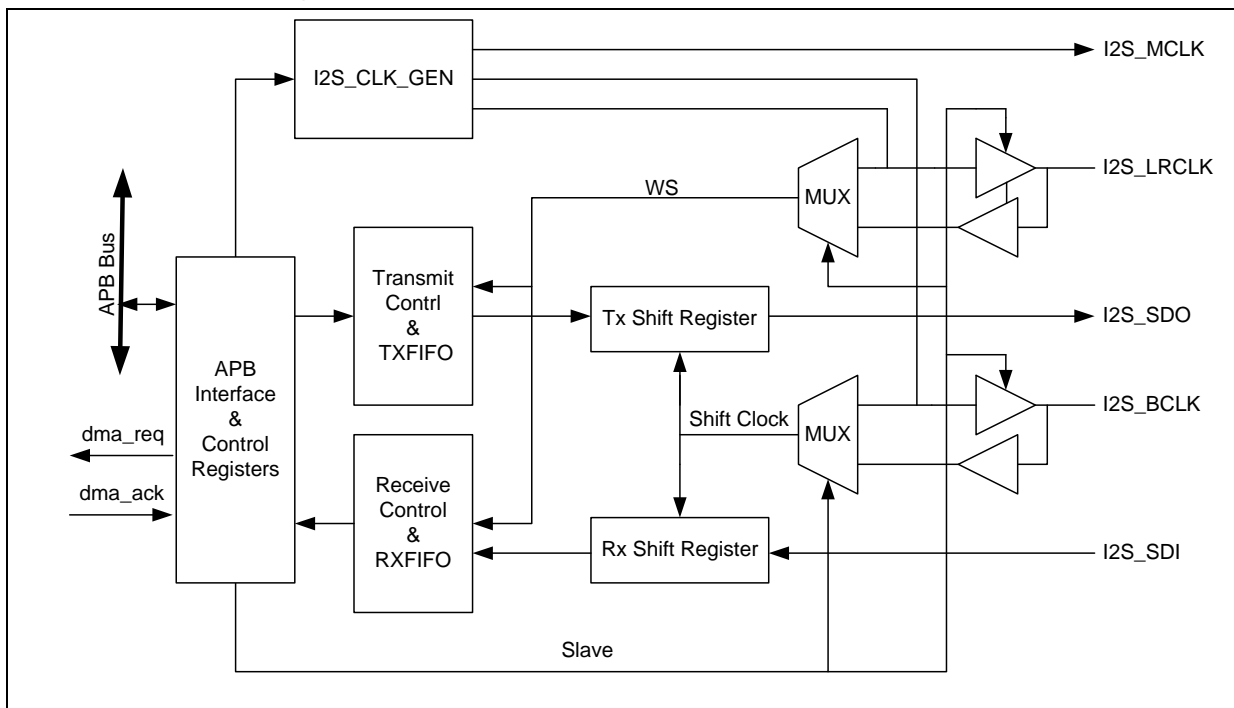 I2S_CLK_GEN
I2S_MCLK
I2S_LRCLK
MUX
WS
APB Bus
Transmit
Contrl
&
TXFIFO
Tx Shift Register
I2S_SDO
APB
Interface
&
Control
Registers
dma_req
dma_ack
Shift Clock
MUX
I2S_BCLK
Receive
Control
&
RXFIFO
Rx Shift Register
I2S_SDI
Slave